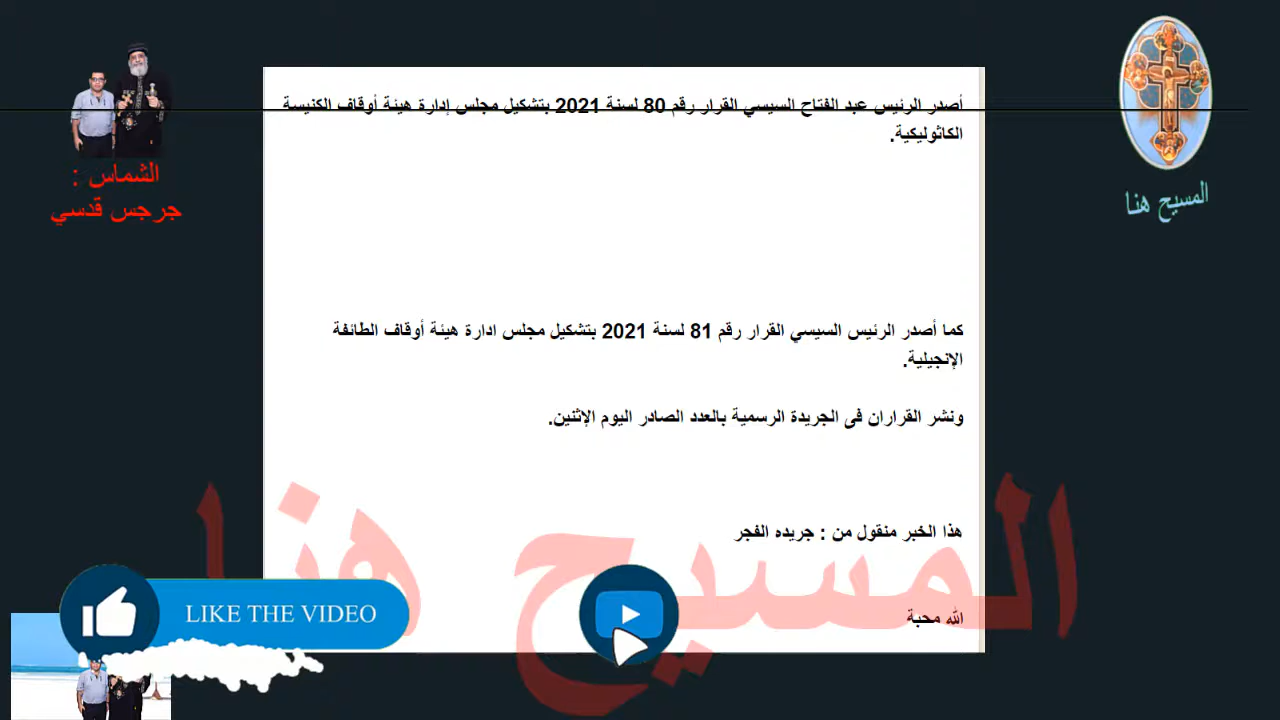 أصدر الرئيس عبد الفتاح السيسي القرار رقم 80 لسنة 2021 بتشكيل مجلس إدارة هيئة أوقاف الكنيسة
الكاثوليكية.
كما أصدر الرئيس السيسي القرار رقم 81 لسنة 2021 بتشكيل مجلس ادارة هيئة أوقاف الطائفة
الإنجيلية.
ونشر القراران فى الجريدة الرسمية بالعدد الصادر اليوم الإثنين.
هذا الخبر منقول من : جريده الفجر
الله محبة
الشماس :
جرجس قدسي
المسيح هنا
المسيح هنا
LIKE THE VIDEO